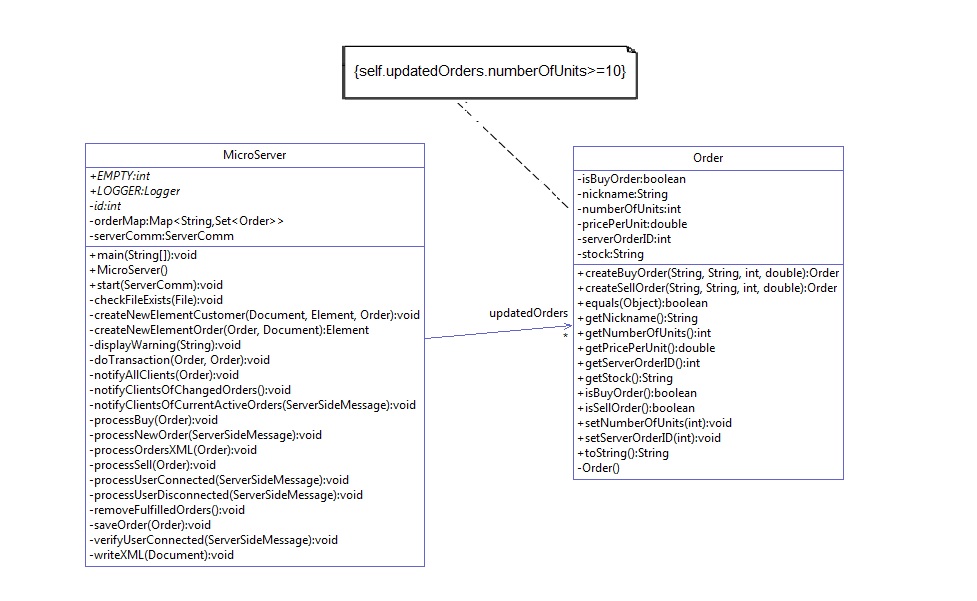 {self.updatedOrders.numberOfUnits>=10}
MicroServer
+EMPTY:int
+LOGGER:Logger
-id:int
-orderMap:Map<String,Set<Order>>
-serverComm:ServerComm
+main(String[]):void
+MicroServer()
+start(ServerComm):void
-checkFileExists(File):void
-createNewElementCustomer(Document, Element, Order):void
-createNewElementOrder(Order, Document):Element
-displayWarning(String):void
-doTransaction(Order, Order):void
-notifyAllClients(Order):void
-notifyClientsOfChangedOrders():void
-notifyClientsOfCurrentActiveOrders(ServerSideMessage):void
-processBuy(Order):void
-processNewOrder(ServerSideMessage):void
-processOrdersXML(Order):void
-processSell(Order):void
-processUserConnected(ServerSideMessage):void
-processUserDisconnected(ServerSideMessage):void
-removeFulfilledOrders():void
-saveOrder(Order):void
-verifyUserConnected(ServerSideMessage):void
-writeXML(Document):void
updatedOrders
*
Order
-isBuyOrder:boolean
-nickname:String
-numberOfUnits:int
-pricePerUnit:double
-serverOrderID:int
-stock:String
+createBuyOrder(String, String, int, double):Order
+createSellOrder(String, String, int, double):Order
+equals(Object):boolean
+getNickname():String
+getNumberOfUnits():int
+getPricePerUnit():double
+getServerOrderID():int
+getStock():String
+isBuyOrder():boolean
+isSellOrder():boolean
+setNumberOfUnits(int):void
+setServerOrderID(int):void
+toString():String
-Order()